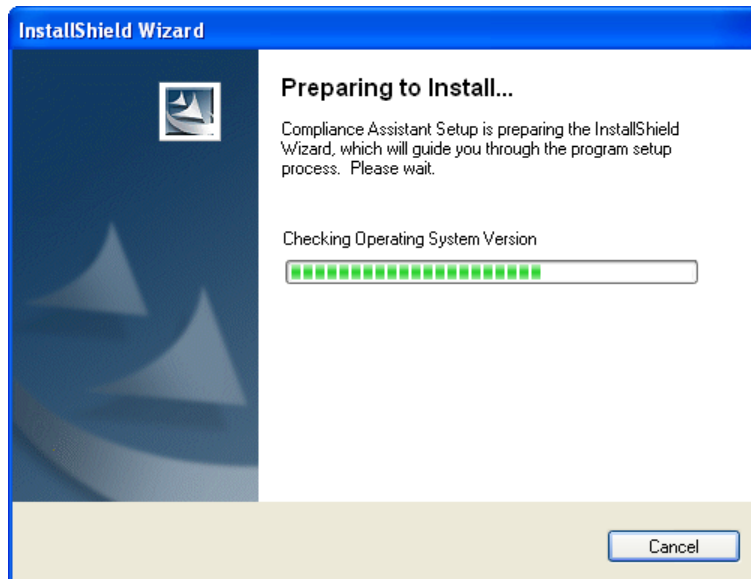 InstallShield Wizard
Preparing to Install...
Compliance Assistant Setup is preparing the InstallShield
Wizard, which will guide you through the program setup
process.  Please wait.
Checking Operating System Version
Cancel